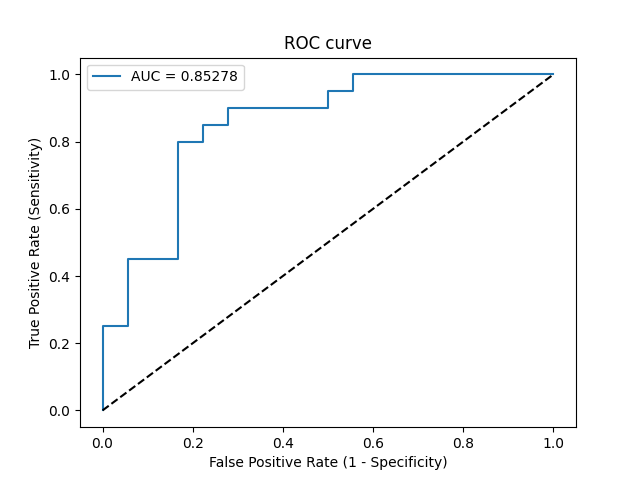 ROC curve
AUC = 0.85278
True Positive Rate (Sensitivity)
1.0
0.8
0.6
0.4
0.2
0.0
0.0 0.2 0.4 0.6 0.8 1.0
False Positive Rate (1 - Specificity)